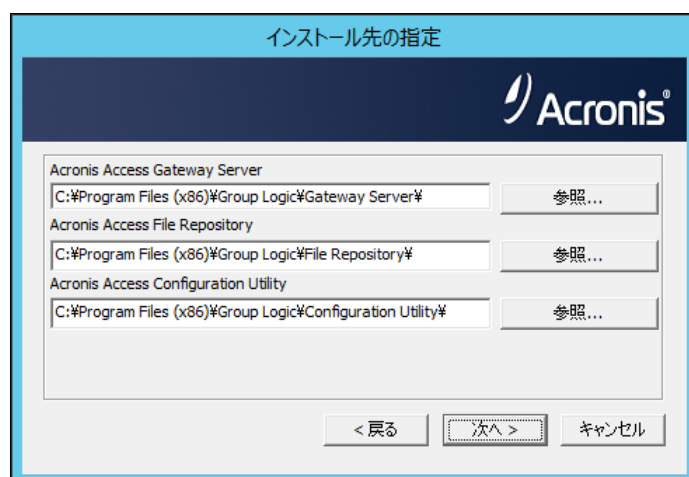 インストール先の指定
Acronis®
Acronis Access Gateway Server
C:¥Program Files (x86)¥Group Logic¥Gateway Server¥
参照...
Acronis Access File Repository
C:¥Program Files (x86)¥Group Logic¥File Repository¥
参照...
Acronis Access Configuration Utility
C:¥Program Files (x86)¥Group Logic¥Configuration Utility¥
参照...
< 戻る 次へ > キャンセル